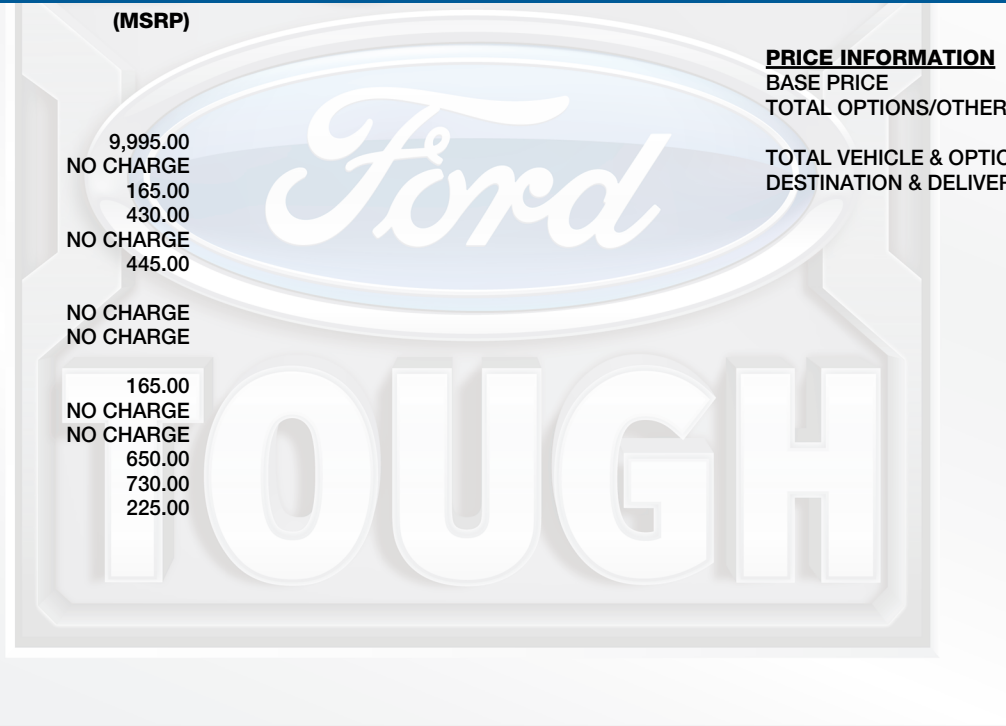 (MSRP)
9,995.00
NO CHARGE
165.00
430.00
NO CHARGE
445.00
NO CHARGE
NO CHARGE
165.00
NO CHARGE
NO CHARGE
650.00
730.00
225.00
PRICE INFORMATION
BASE PRICE
TOTAL OPTIONS/OTHER
TOTAL VEHICLE & OPTIO
DESTINATION & DELIVER
Ford
TOUGH